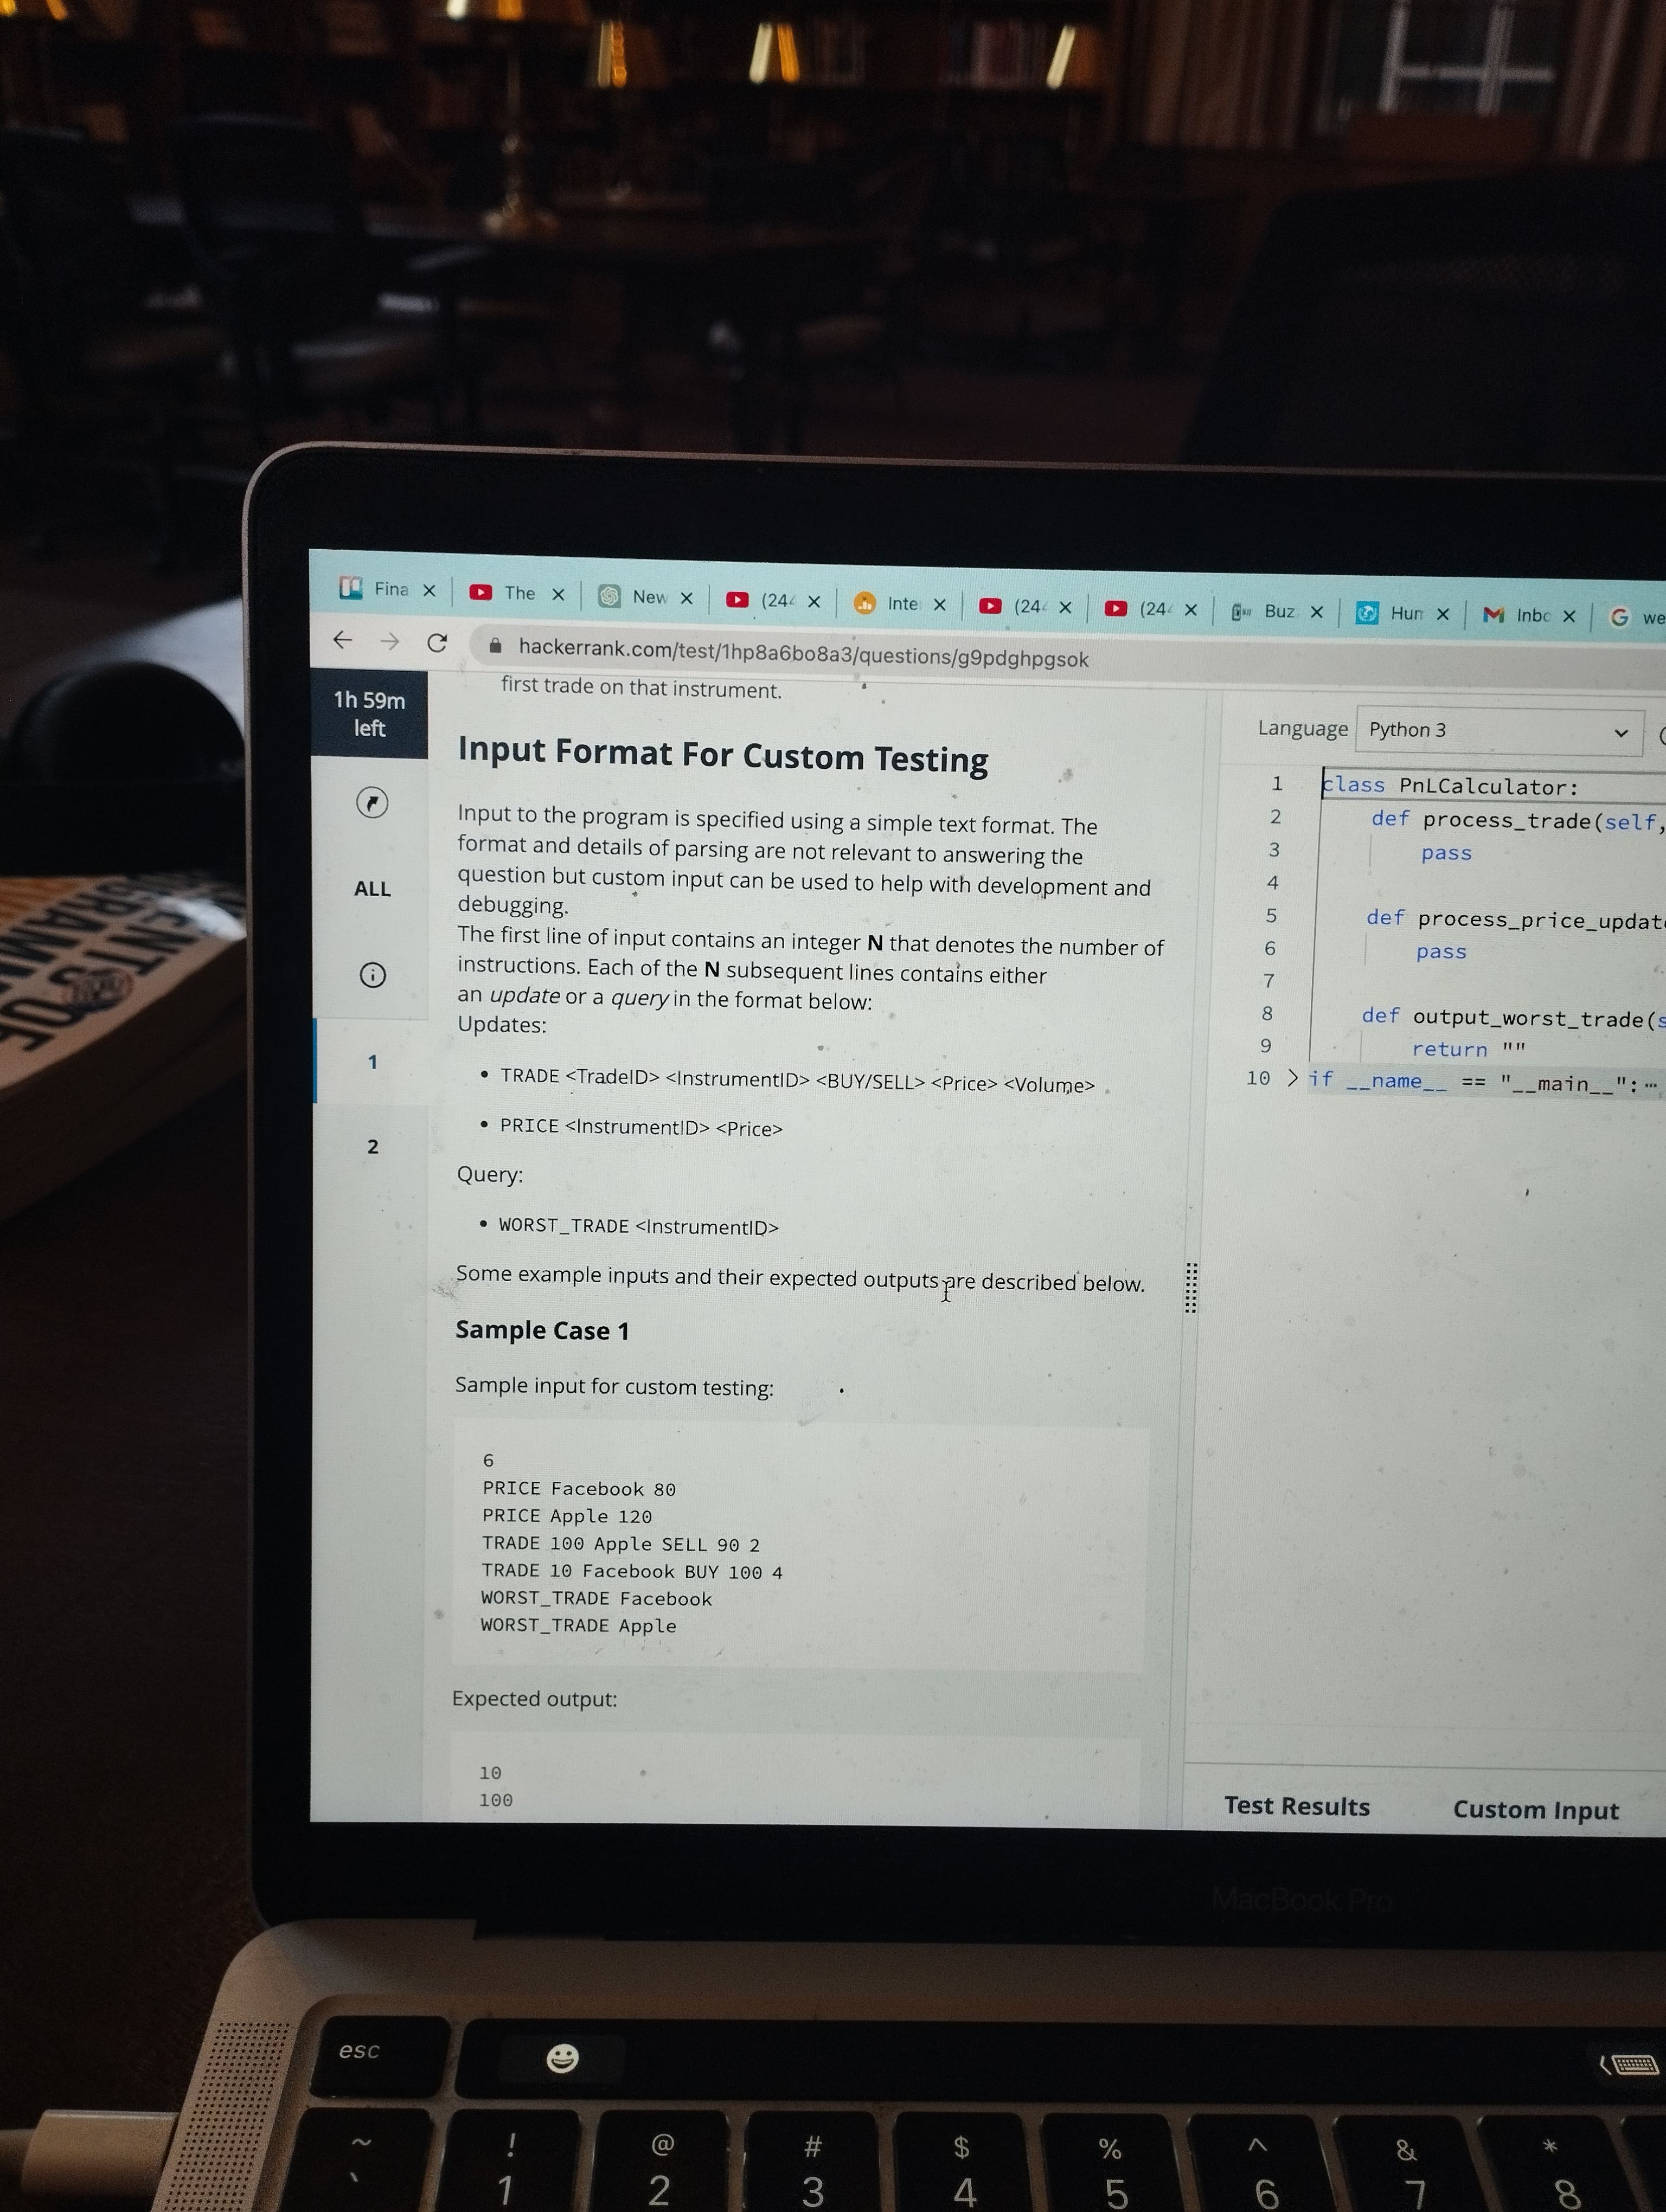 Fina
The
New
(24
Inte
(24
(24
Buz
Hum
Inbo
we
hackerrank.com/test/1hp8a6bo8a3/questions/g9pdghpgsok
1h 59m
left
ALL
1
2
first trade on that instrument.
Input Format For Custom Testing
Input to the program is specified using a simple text format. The
format and details of parsing are not relevant to answering the
question but custom input can be used to help with development and
debugging.
The first line of input contains an integer N that denotes the number of
instructions. Each of the N subsequent lines contains either
an update or a query in the format below:
Updates:
• TRADE <TradeID> <InstrumentID> <BUY/SELL> <Price> <Volume>
• PRICE <InstrumentID> <Price>
Query:
• WORST_TRADE <InstrumentID>
Some example inputs and their expected outputs are described below.
Sample Case 1
Sample input for custom testing:
6
PRICE Facebook 80
PRICE Apple 120
TRADE 100 Apple SELL 90 2
TRADE 10 Facebook BUY 100 4
WORST_TRADE Facebook
WORST_TRADE Apple
Expected output:
10
100
Language Python 3
1 class PnLCalculator:
2 def process_trade(self,
3 pass
4
5 def process_price_updat
6 pass
7
8 def output_worst_trade(s
9 return ""
10 if __name__ == "__main__":…
Test Results Custom Input
MacBook Pro
esc
~ ! @ # $ % ^ & *
` 1 2 3 4 5 6 7 8